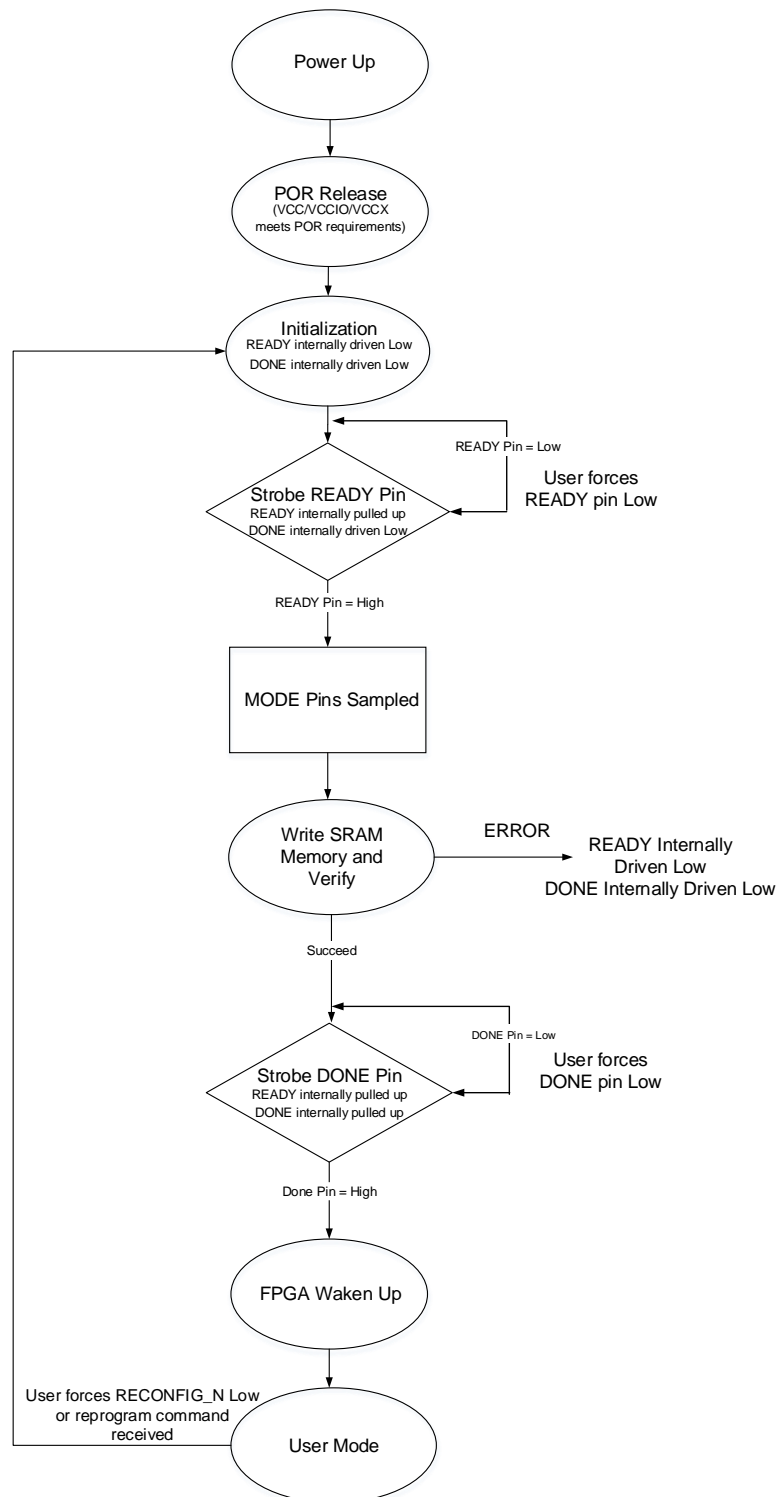 Power Up
POR Release
(VCC/VCCIO/VCCX
meets POR requirements)
Initialization
READY internally driven Low
DONE internally driven Low
READY Pin = Low
User forces
READY pin Low
Strobe READY Pin
READY internally pulled up
DONE internally driven Low
READY Pin = High
MODE Pins Sampled
Write SRAM
Memory and
Verify
ERROR
READY Internally
Driven Low
DONE Internally Driven Low
Succeed
DONE Pin = Low
User forces
DONE pin Low
Strobe DONE Pin
READY internally pulled up
DONE internally pulled up
Done Pin = High
FPGA Waken Up
User forces RECONFIG_N Low
or reprogram command
received
User Mode